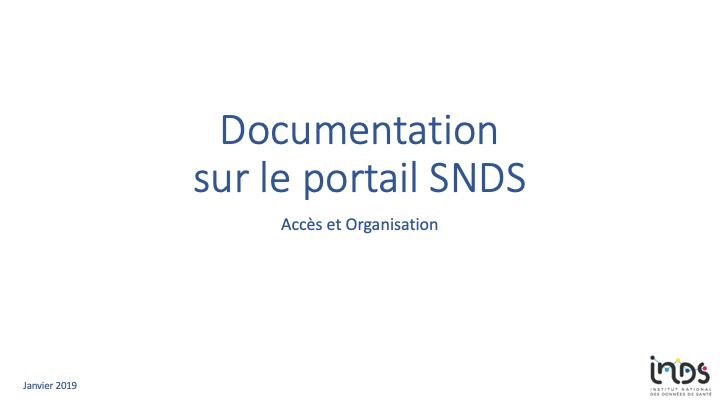 Documentation
sur le portail SNDS
Accès et Organisation
Janvier 2019
inds
INSTITUT NATIONAL
DES DONNÉES DE SANTÉ